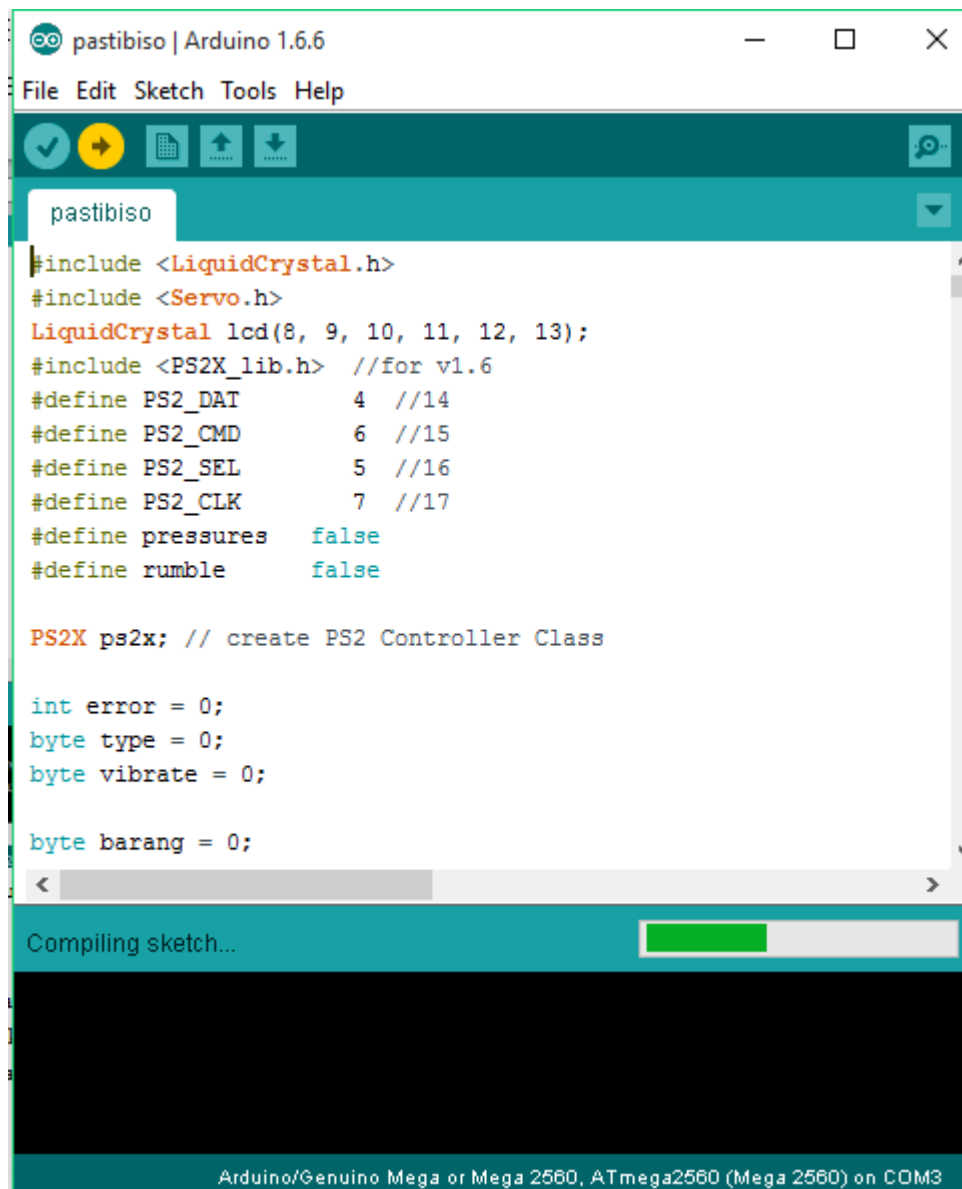 pastibiso | Arduino 1.6.6
File Edit Sketch Tools Help
pastibiso
#include <LiquidCrystal.h>
#include <Servo.h>
LiquidCrystal lcd(8, 9, 10, 11, 12, 13);
#include <PS2X_lib.h>  //for v1.6
#define PS2_DAT        4  //14
#define PS2_CMD        6  //15
#define PS2_SEL        5  //16
#define PS2_CLK        7  //17
#define pressures   false
#define rumble      false
PS2X ps2x; // create PS2 Controller Class
int error = 0;
byte type = 0;
byte vibrate = 0;
byte barang = 0;
Compiling sketch...
Arduino/Genuino Mega or Mega 2560, ATmega2560 (Mega 2560) on COM3